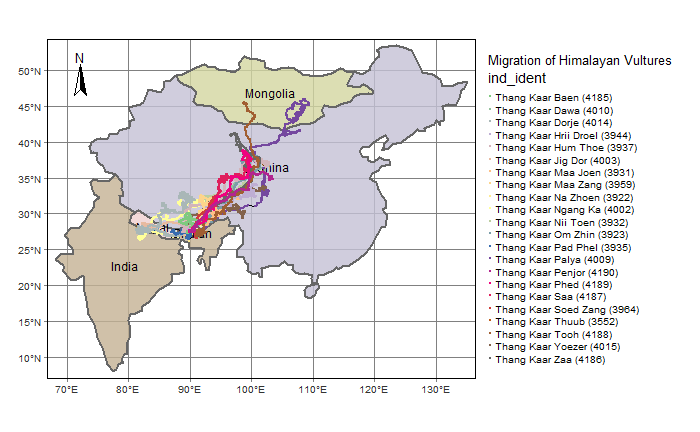 Migration of Himalayan Vultures
ind_ident
Thang Kaar Baen (4185)
Thang Kaar Dawa (4010)
Thang Kaar Dorje (4014)
Thang Kaar Hrii Droel (3944)
Thang Kaar Hum Thoe (3937)
Thang Kaar Jig Dor (4003)
Thang Kaar Maa Joen (3931)
Thang Kaar Maa Zang (3959)
Thang Kaar Na Zhoen (3922)
Thang Kaar Ngang Ka (4002)
Thang Kaar Nii Toen (3932)
Thang Kaar Om Zhin (3923)
Thang Kaar Pad Phel (3935)
Thang Kaar Palya (4009)
Thang Kaar Penjor (4190)
Thang Kaar Phed (4189)
Thang Kaar Saa (4187)
Thang Kaar Soed Zang (3964)
Thang Kaar Thuub (3552)
Thang Kaar Tooh (4188)
Thang Kaar Yoezer (4015)
Thang Kaar Zaa (4186)
N
Mongolia
India
50°N
45°N
40°N
35°N
30°N
25°N
20°N
15°N
10°N
70°E
80°E
90°E
100°E
110°E
120°E
130°E